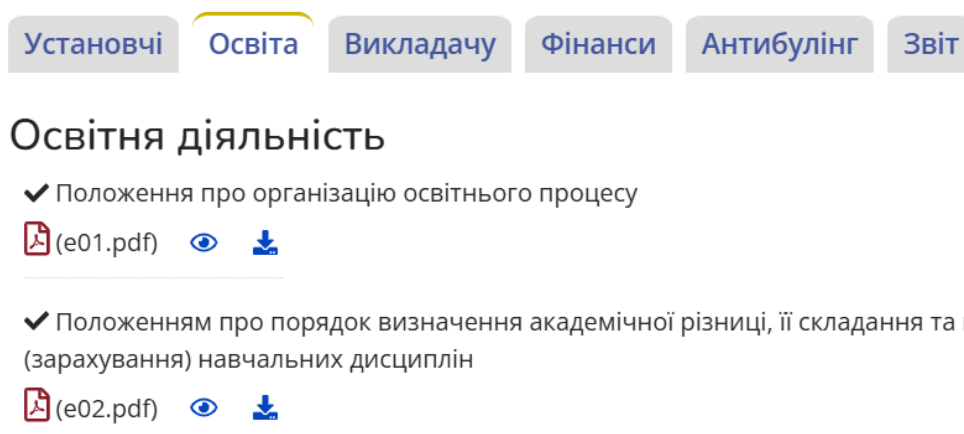 Установчі Освіта Викладачу Фінанси Антибулінг Звіт
Освітня діяльність
Положення про організацію освітнього процесу
(e01.pdf)
Положенням про порядок визначення академічної різниці, її складання та
(зарахування) навчальних дисциплін
(e02.pdf)